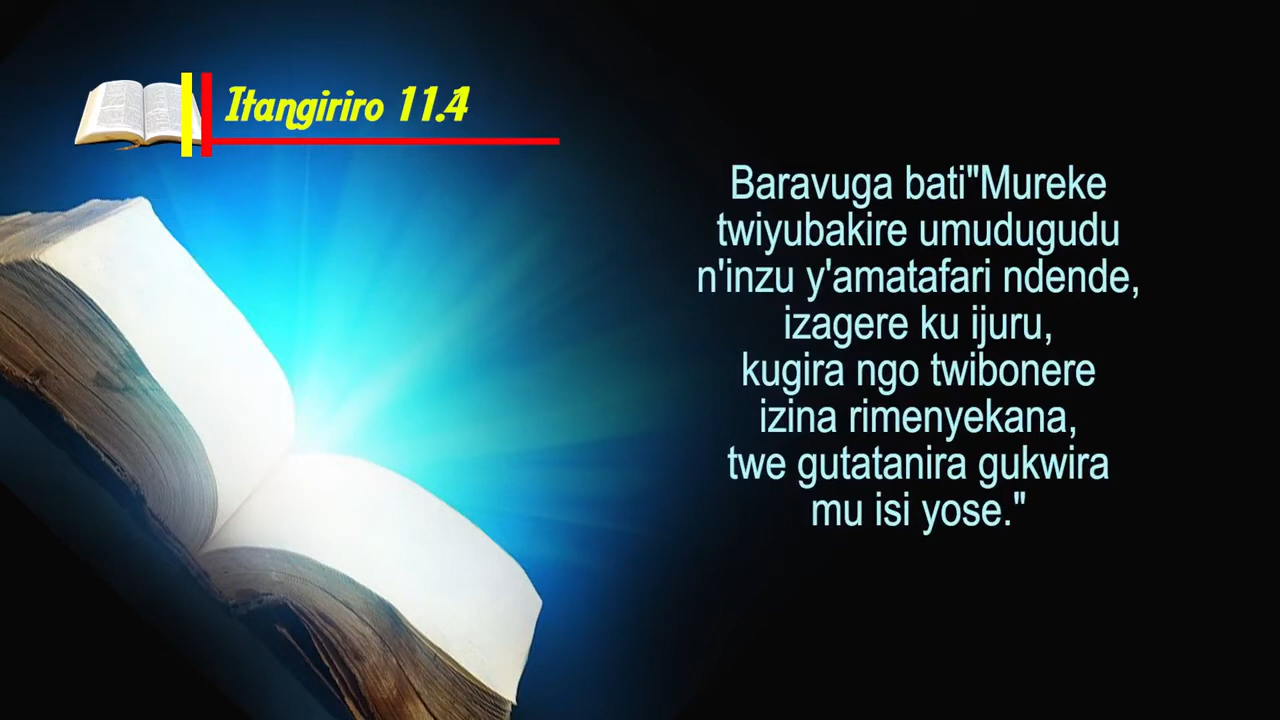 Itangiriro 11.4
Baravuga bati"Mureke
twiyubakire umudugudu
n'inzu y'amatafari ndende,
izagere ku ijuru,
kugira ngo twibonere
izina rimenyekana,
twe gutatanira gukwira
mu isi yose."